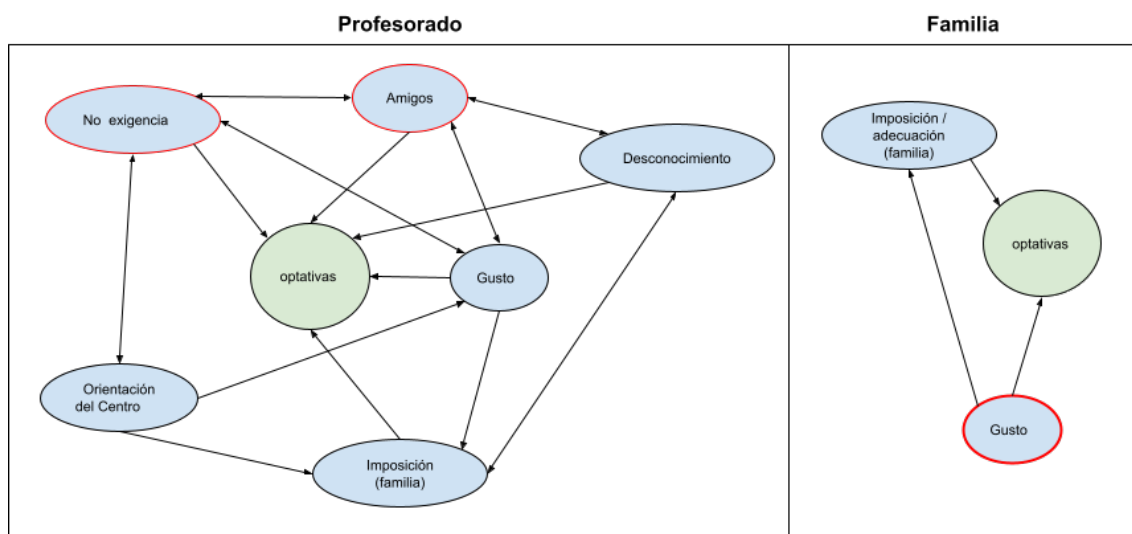 Profesorado
Familia
No exigencia
Amigos
Desconocimiento
optativas
Gusto
Orientación
del Centro
Imposición
(familia)
Imposición /
adecuación
(familia)
optativas
Gusto